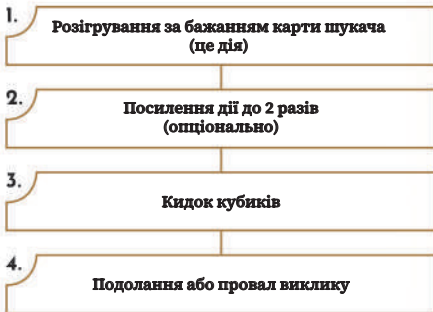 1.
Розігрування за бажанням карти шукача
(це дія)
2.
Посилення дії до 2 разів
(опціонально)
3.
Кидок кубиків
4.
Подолання або провал виклику